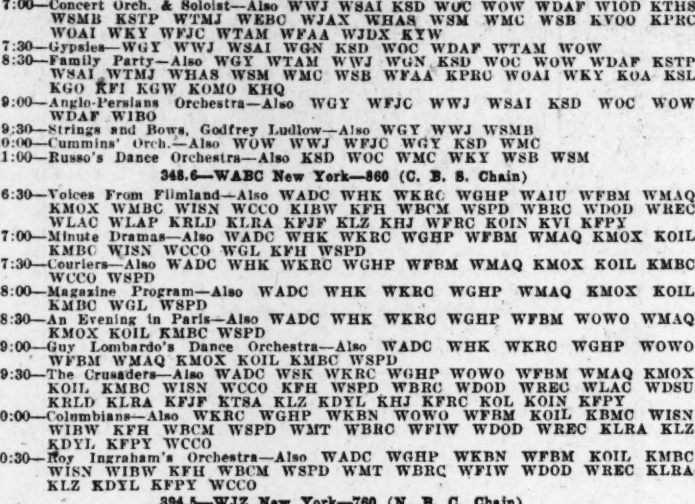 7:00—Concert Orch. & Soloist—Also WWJ WSAI KSD WOC WOW WDAF WIOD KTHS
WSMB KSTP WTMJ WEBC WJAX WHAS WSM WMC WSB KVOO KPRC
WOAI WKY WFJC WTAM WFAA WJDX KYW
7:30—Gypsies—WGY WWJ WSAI WGN KSD WOC WDAF WTAM WOW
8:30—Family Party—Also WGY WTAM WWJ WGN KSD WOC WOW WDAF KSTP
WSAI WTMJ WHAS WSM WMC WSB WFAA KPRC WOAI WKY KOA KSL
KGO KFI KGW KOMO KHQ
9:00—Anglo-Persians Orchestra—Also WGY WFJC WWJ WSAI KSD WOC WOW
WDAF WIBO
9:30—Strings and Bows, Godfrey Ludlow—Also WGY WWJ WSMB
0:00—Cummins' Orch.—Also WOW WWJ WFJC WGY KSD WMC
1:00—Russo's Dance Orchestra—Also KSD WOC WMC WKY WSB WSM
348.6—WABC New York—860 (C. B. S. Chain)
6:30—Voices From Filmland—Also WADC WHK WKRC WGHP WAIU WFBM WMAQ
KMOX WMBC WISN WCCO KIBW KFH WBCM WSPD WBRC WDOD WREC
WLAC WLAP KRLD KLRA KFJF KLZ KHJ WFRC KOIN KVI KFPY
7:00—Minute Dramas—Also WADC WHK WKRC WGHP WFBM WMAQ KMOX KOIL
KMBC WISN WCCO WGL KFH WSPD
7:30—Couriers—Also WADC WHK WKRC WGHP WFBM WMAQ KMOX KOIL KMBC
WCCO WSPD
8:00—Magazine Program—Also WADC WHK WKRC WGHP WMAQ KMOX KOIL
KMBC WGL WSPD
8:30—An Evening in Paris—Also WADC WHK WKRC WGHP WFBM WOWO WMAQ
KMOX KOIL KMBC WSPD
9:00—Guy Lombardo's Dance Orchestra—Also WADC WHK WKRC WGHP WOWO
WFBM WMAQ KMOX KOIL KMBC WSPD
9:30—The Crusaders—Also WADC WSK WKRC WGHP WOWO WFBM WMAQ KMOX
KOIL KMBC WISN WCCO KFH WSPD WBRC WDOD WREC WLAC WDSU
KRLD KLRA KFJF KTSA KLZ KDYL KHJ KFRC KOL KOIN KFPY
0:00—Columbians—Also WKRC WGHP WKBN WOWO WFBM KOIL KBMC WISN
WIBW KFH WBCM WSPD WMT WBRC WFIW WDOD WREC KLRA KLZ
KDYL KFPY WCCO
0:30—Roy Ingraham's Orchestra—Also WADC WGHP WKBN WFBM KOIL KMBC
WISN WIBW KFH WBCM WSPD WMT WBRC WFIW WDOD WREC KLRA
KLZ KDYL KFPY WCCO
394.5—WJZ New York—760 (N. B. C. Chain)